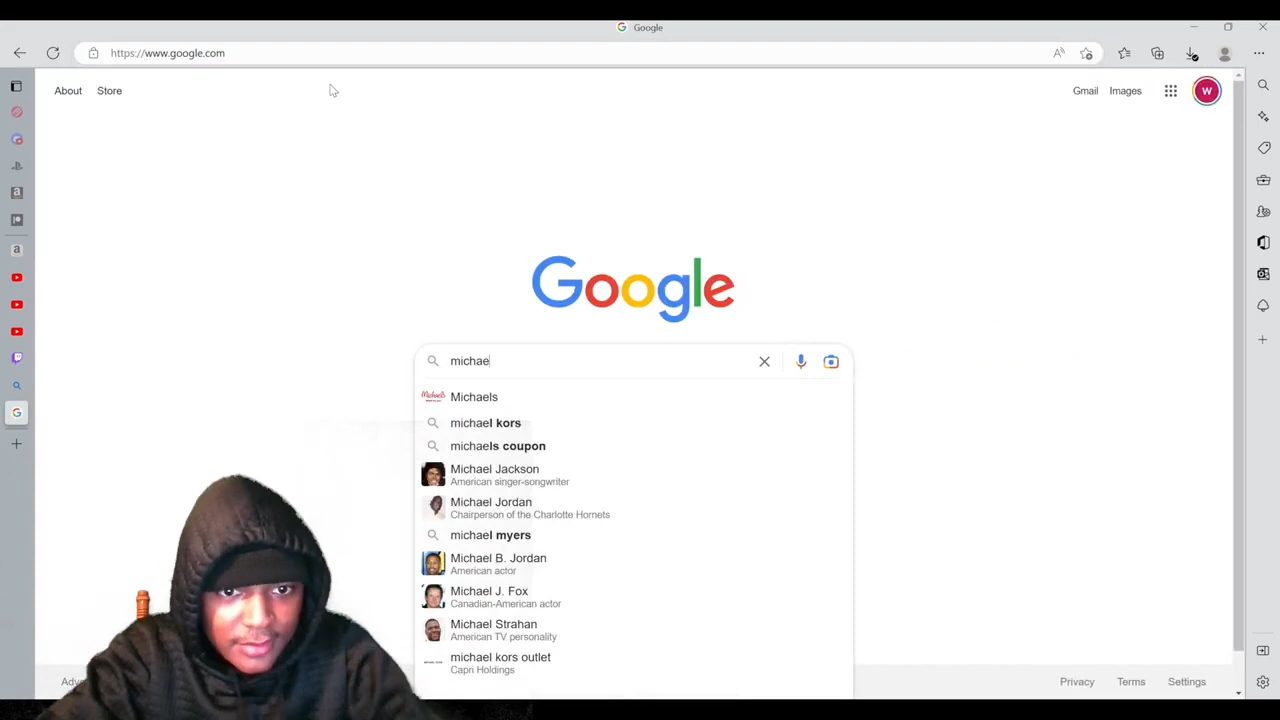 Google
https://www.google.com
About Store
Gmail Images
W
Google
michae
Michaels
michael kors
michaels coupon
Michael Jackson
American singer-songwriter
Michael Jordan
Chairperson of the Charlotte Hornets
michael myers
Michael B. Jordan
American actor
Michael J. Fox
Canadian-American actor
Michael Strahan
American TV personality
michael kors outlet
Capri Holdings
Privacy Terms Settings